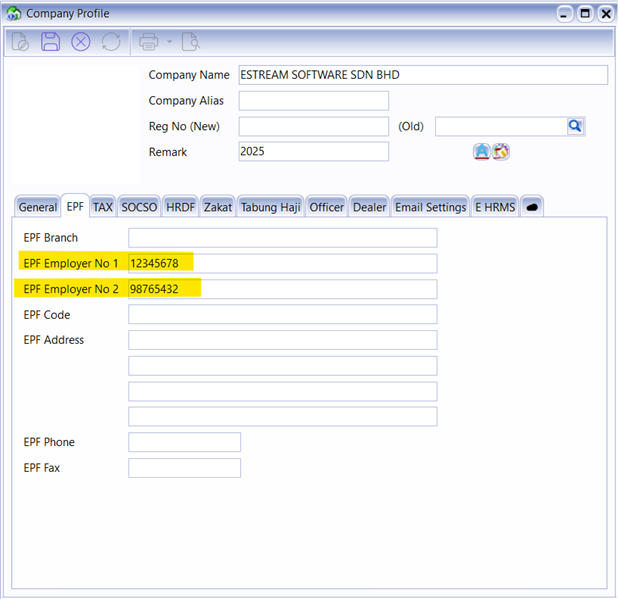 Company Profile
Company Name ESTREAM SOFTWARE SDN BHD
Company Alias
Reg No (New) (Old)
Remark 2025
General EPF TAX SOCSO HRDF Zakat Tabung Haji Officer Dealer Email Settings E HRMS
EPF Branch
EPF Employer No 1 12345678
EPF Employer No 2 98765432
EPF Code
EPF Address
EPF Phone
EPF Fax